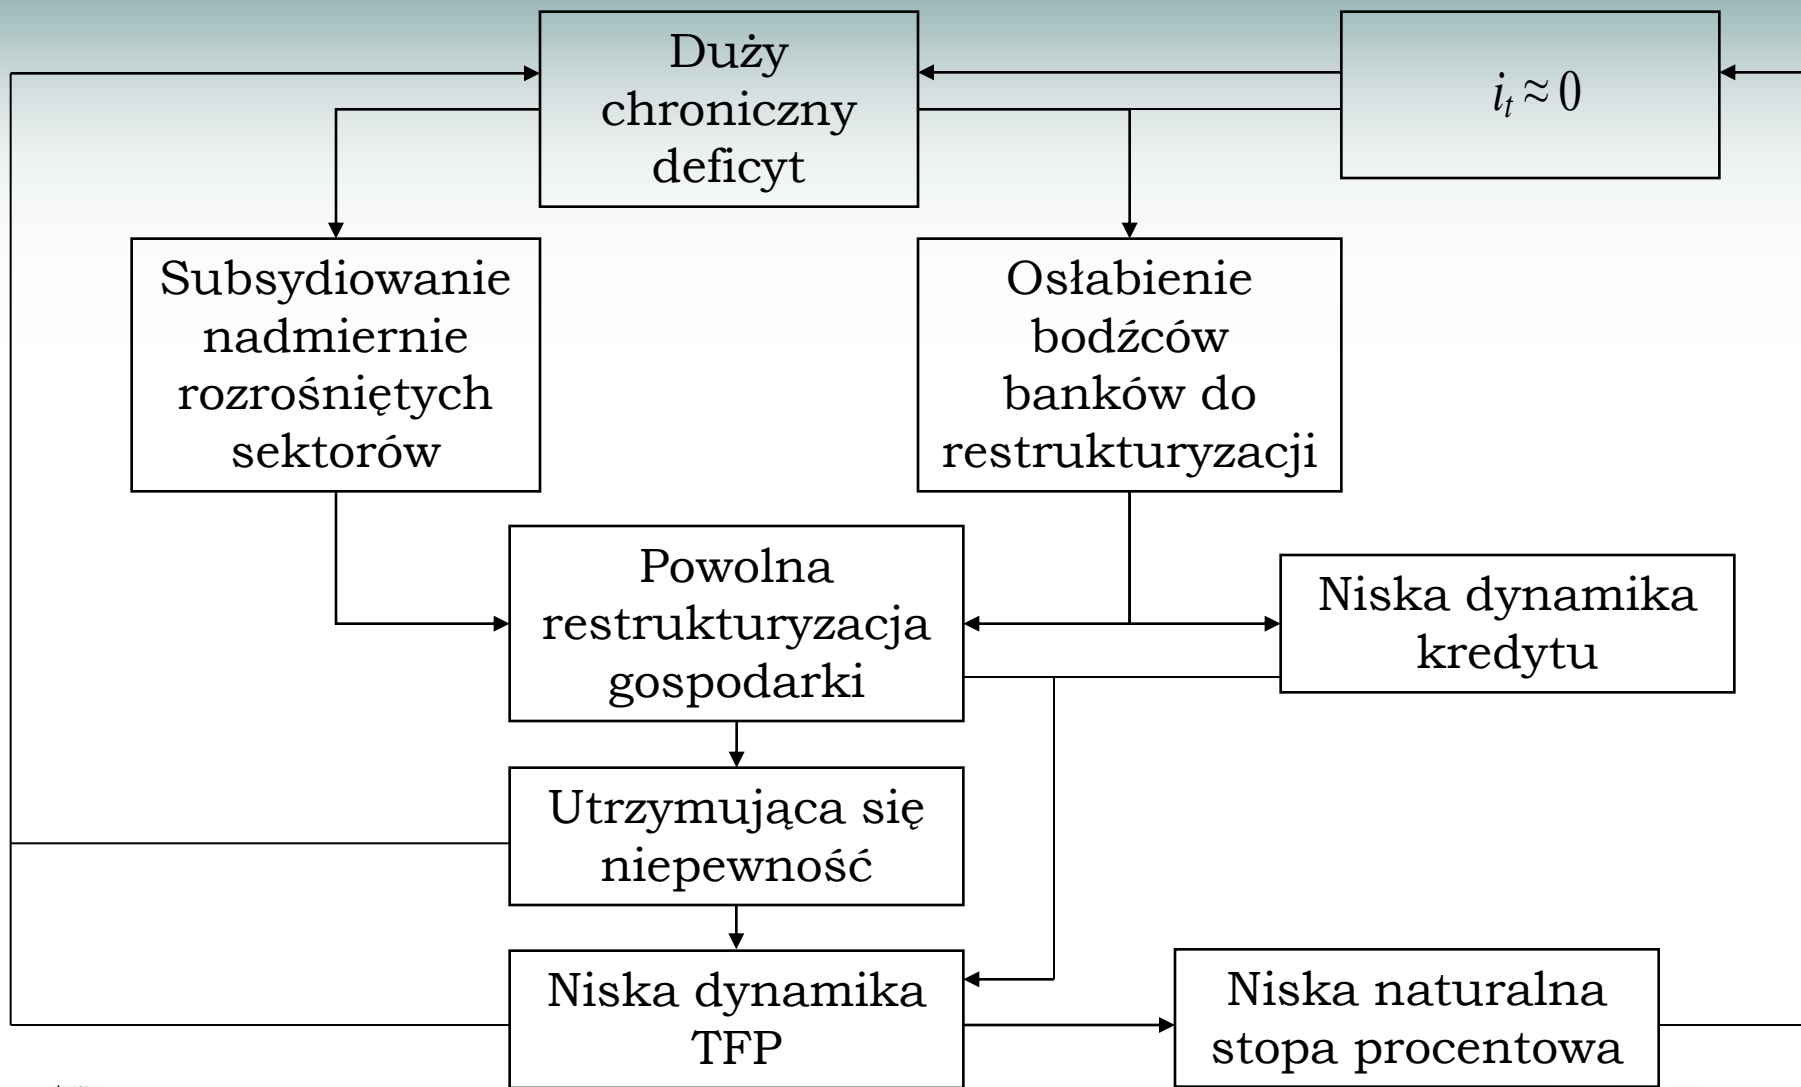 Duży
chroniczny
deficyt
i_t ≈ 0
Subsydiowanie
nadmiernie
rozrośniętych
sektorów
Osłabienie
bodźców
banków do
restrukturyzacji
Powolna
restrukturyzacja
gospodarki
Niska dynamika
kredytu
Utrzymująca się
niepewność
Niska dynamika
TFP
Niska naturalna
stopa procentowa